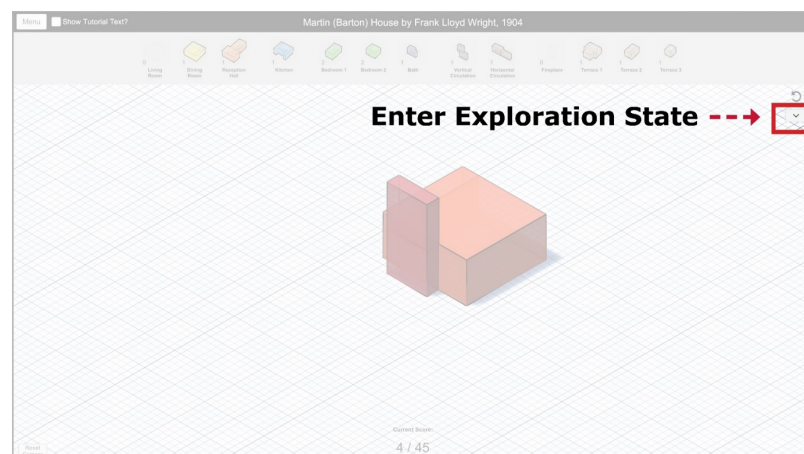 Menu
Show Tutorial Text?
Martin (Barton) House by Frank Lloyd Wright, 1904
Living Room
Dining Room
Reception Hall
Kitchen
Bedroom 1
Bedroom 2
Bath
Vertical Circulation
Horizontal Circulation
Fireplace
Terrace 1
Terrace 2
Terrace 3
Enter Exploration State
Current Score:
4 / 45
Reset